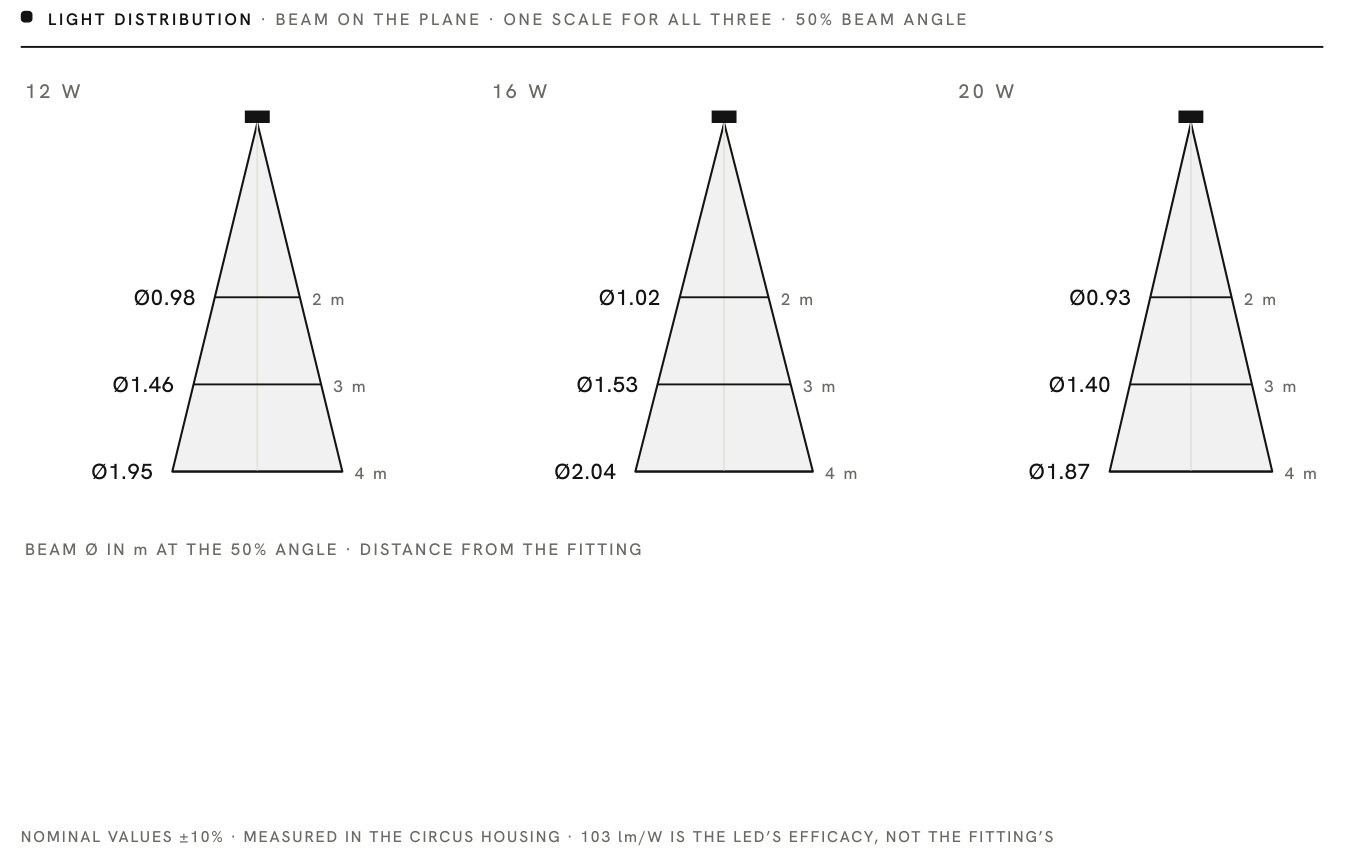 LIGHT DISTRIBUTION · BEAM ON THE PLANE · ONE SCALE FOR ALL THREE · 50% BEAM ANGLE
12 W
Ø0.98 2 m
Ø1.46 3 m
Ø1.95 4 m
16 W
Ø1.02 2 m
Ø1.53 3 m
Ø2.04 4 m
20 W
Ø0.93 2 m
Ø1.40 3 m
Ø1.87 4 m
BEAM Ø IN m AT THE 50% ANGLE · DISTANCE FROM THE FITTING
NOMINAL VALUES ±10% · MEASURED IN THE CIRCUS HOUSING · 103 lm/W IS THE LED’S EFFICACY, NOT THE FITTING’S